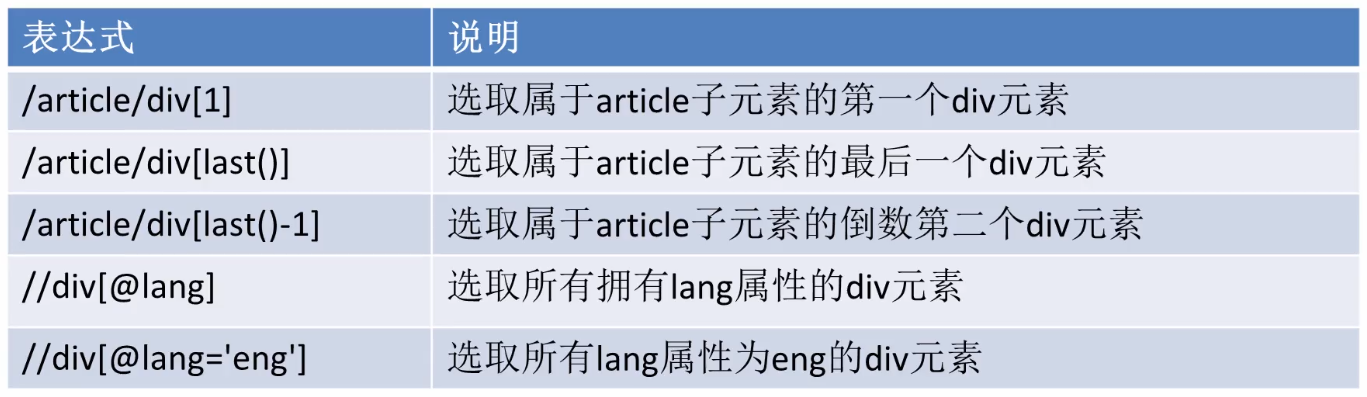 表达式 说明
/article/div[1] 选取属于article子元素的第一个div元素
/article/div[last()] 选取属于article子元素的最后一个div元素
/article/div[last()-1] 选取属于article子元素的倒数第二个div元素
//div[@lang] 选取所有拥有lang属性的div元素
//div[@lang='eng'] 选取所有lang属性为eng的div元素